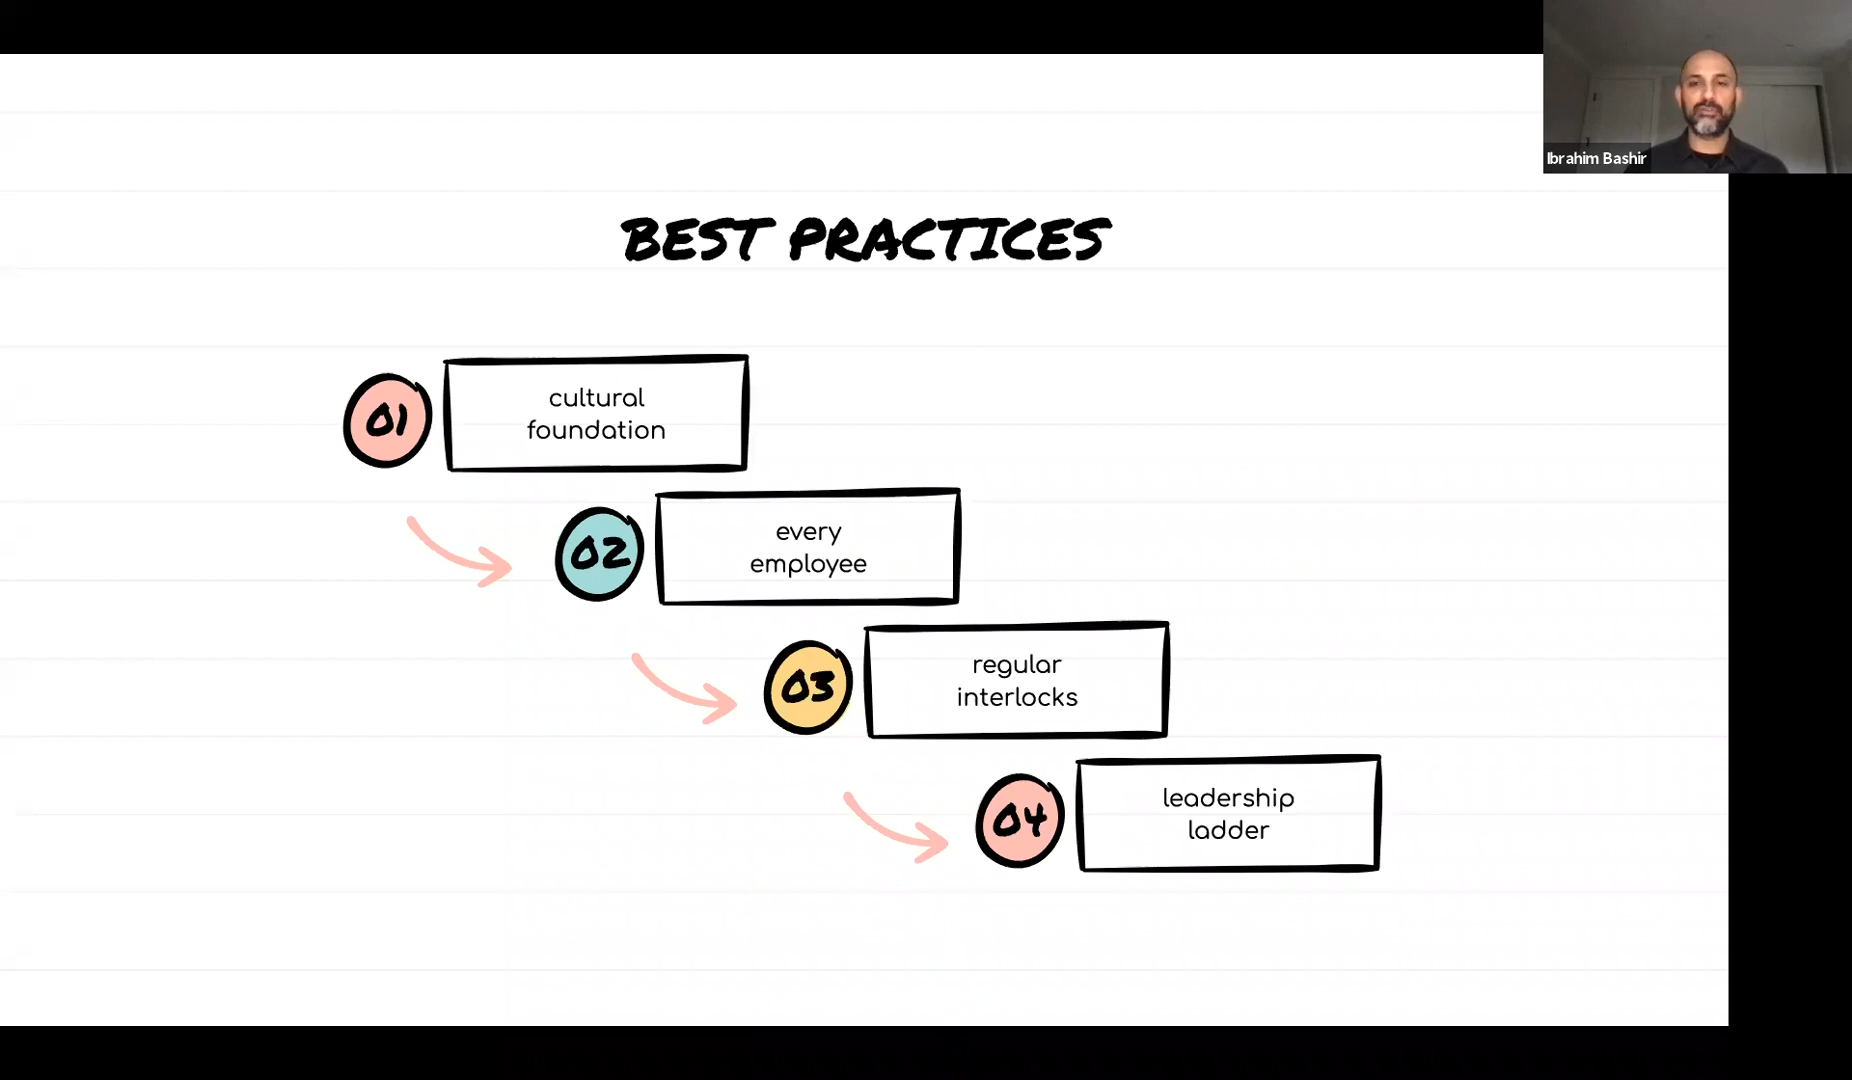 Ibrahim Bashir
BEST PRACTICES
01
cultural
foundation
02
every
employee
03
regular
interlocks
04
leadership
ladder